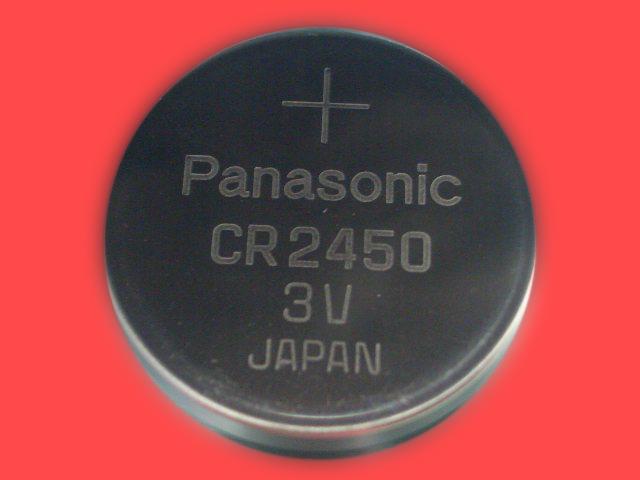 +
Panasonic
CR2450
3V
JAPAN